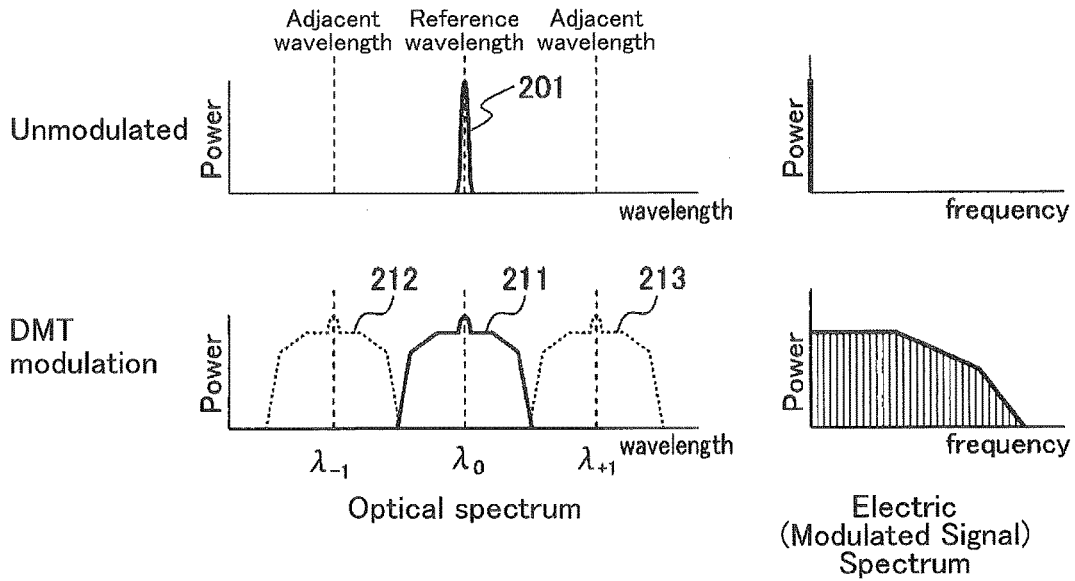 Adjacent
wavelength
Reference
wavelength
Adjacent
wavelength
Unmodulated
Power
201
wavelength
Power
frequency
DMT
modulation
Power
212
211
213
wavelength
λ-1
λ0
λ+1
Optical spectrum
Power
frequency
Electric
(Modulated Signal)
Spectrum